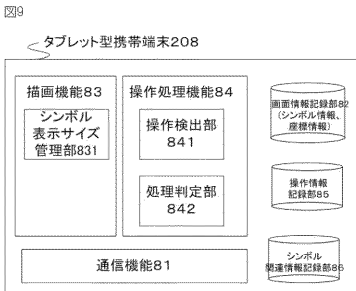 図9
タブレット型携帯端末208
描画機能83
シンボル
表示サイズ
管理部831
操作処理機能84
操作検出部
841
処理判定部
842
画面情報記録部82
(シンボル情報、
座標情報)
操作情報
記録部85
シンボル
関連情報記録部86
通信機能81